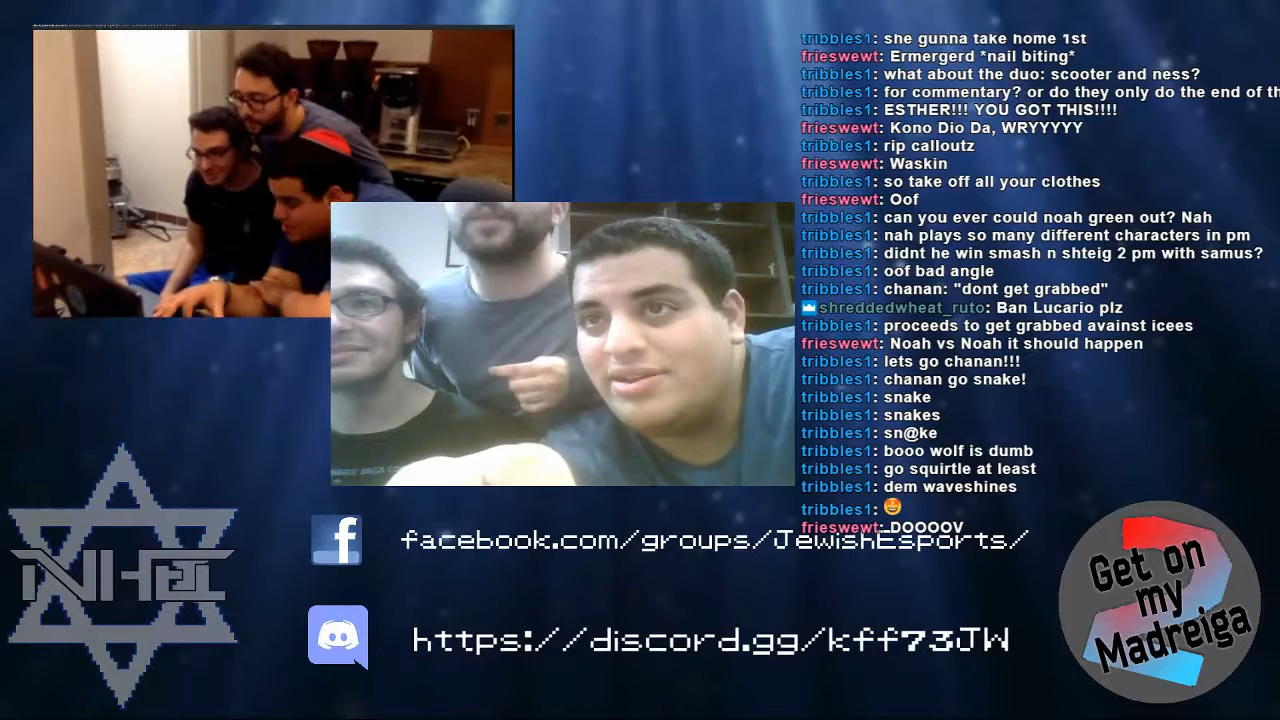 tribbles1: she gunna take home 1st
frieswewt: Ermergerd *nail biting*
tribbles1: what about the duo: scooter and ness?
tribbles1: for commentary? or do they only do the end of th
tribbles1: ESTHER!!! YOU GOT THIS!!!!
frieswewt: Kono Dio Da, WRYYYYY
tribbles1: rip calloutz
frieswewt: Waskin
tribbles1: so take off all your clothes
frieswewt: Oof
tribbles1: can you ever could noah green out? Nah
tribbles1: nah plays so many different characters in pm
tribbles1: didnt he win smash n shteig 2 pm with samus?
tribbles1: oof bad angle
tribbles1: chanan: "dont get grabbed"
shreddedwheat_ruto: Ban Lucario plz
tribbles1: proceeds to get grabbed avainst icees
frieswewt: Noah vs Noah it should happen
tribbles1: lets go chanan!!!
tribbles1: chanan go snake!
tribbles1: snake
tribbles1: snakes
tribbles1: sn@ke
tribbles1: booo wolf is dumb
tribbles1: go squirtle at least
tribbles1: dem waveshines
tribbles1: 🤩
frieswewt: DOOOOV
f facebook.com/groups/JewishEsports/
https://discord.gg/kff73JW
NHEI
2
Get on
my
Madreiga